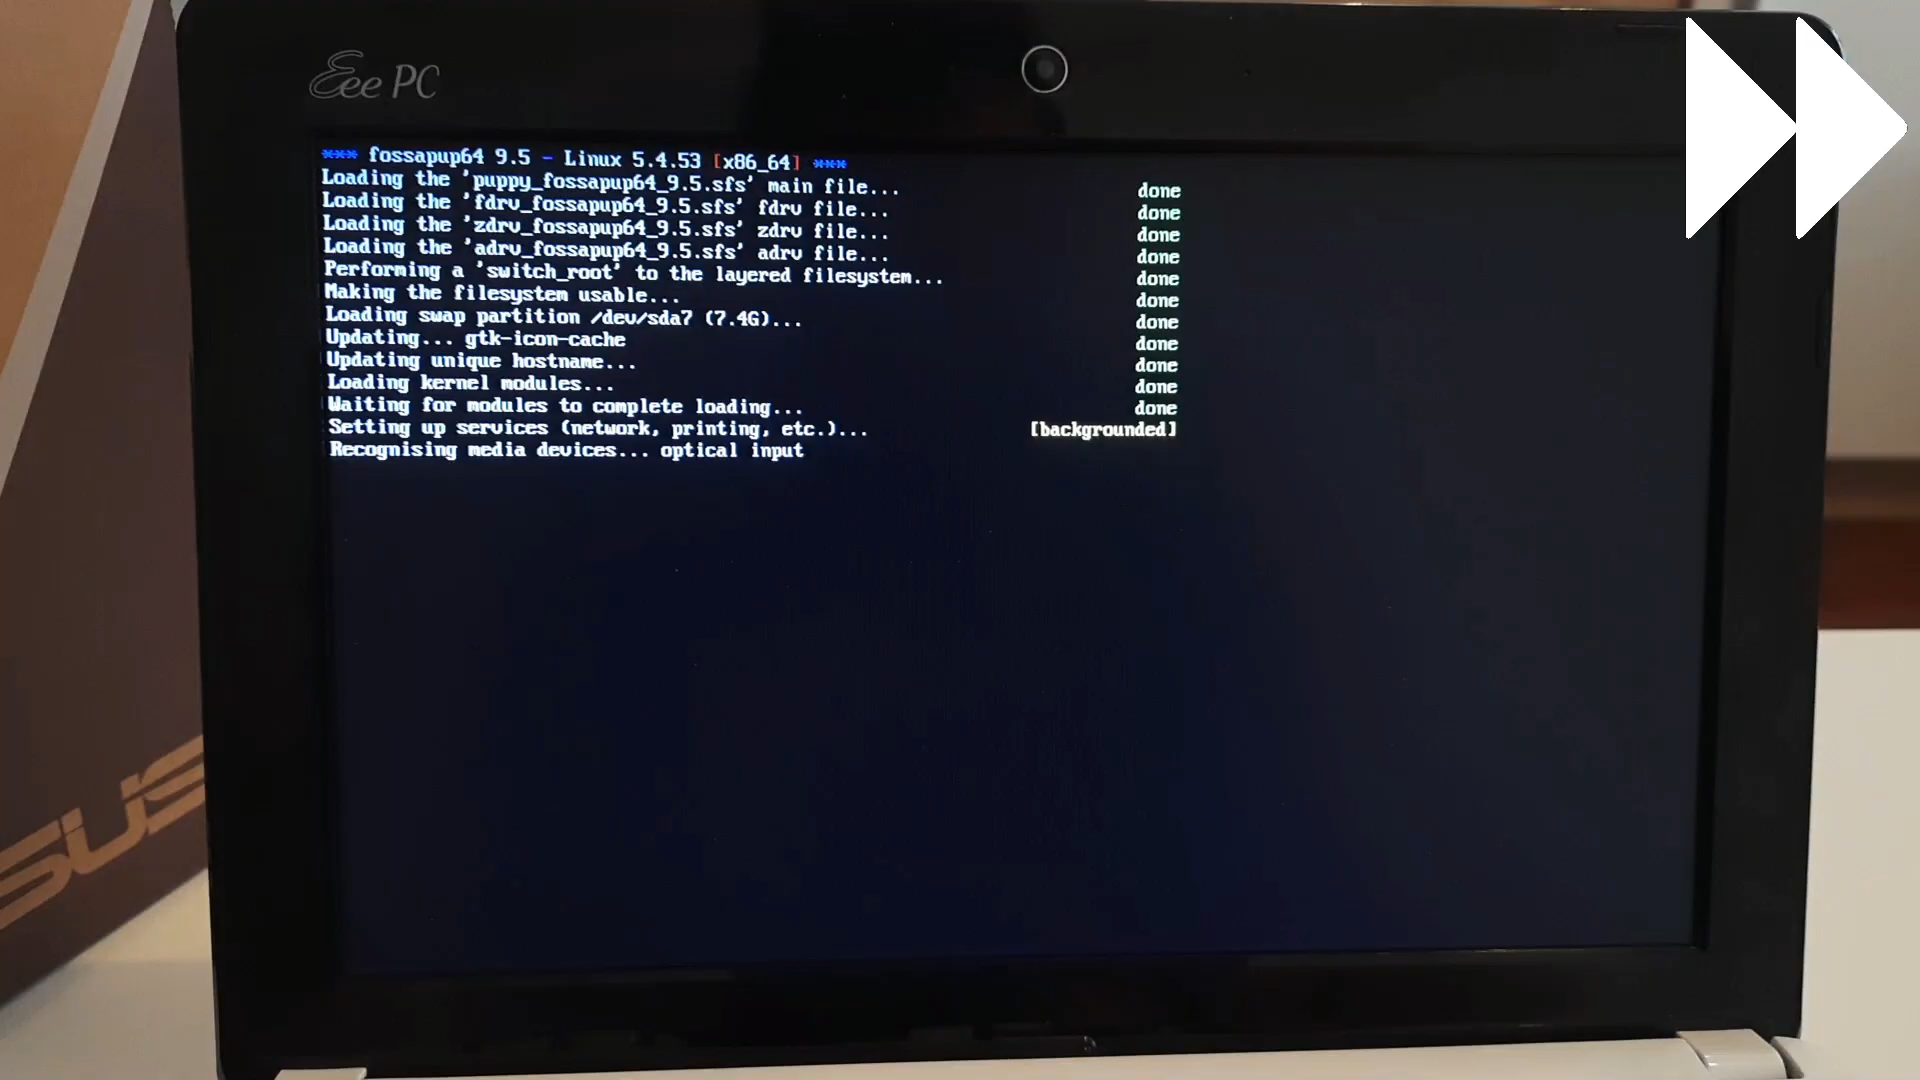 Eee PC
*** fossapup64 9.5 - Linux 5.4.53 [x86_64] ***
Loading the 'puppy_fossapup64_9.5.sfs' main file... done
Loading the 'fdrv_fossapup64_9.5.sfs' fdrv file... done
Loading the 'zdrv_fossapup64_9.5.sfs' zdrv file... done
Loading the 'adrv_fossapup64_9.5.sfs' adrv file... done
Performing a 'switch_root' to the layered filesystem... done
Making the filesystem usable... done
Loading swap partition /dev/sda7 (7.4G)... done
Updating... gtk-icon-cache done
Updating unique hostname... done
Loading kernel modules... done
Waiting for modules to complete loading... done
Setting up services (network, printing, etc.)... [backgrounded]
Recognising media devices... optical input
SUS